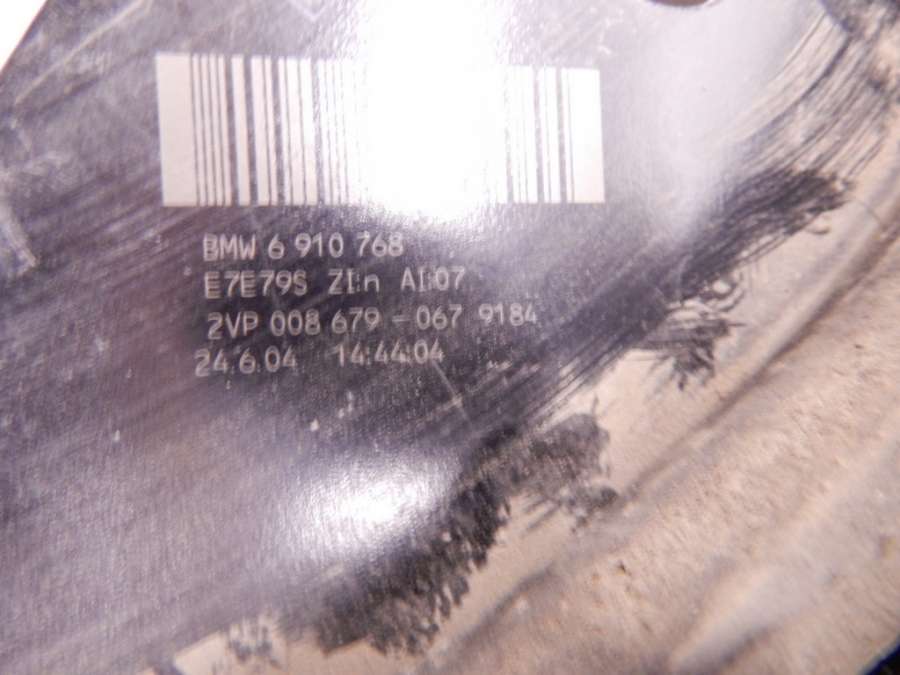 BMW 6 910 768
E7E79S ZI:n AI:07
2VP 008 679 - 067 9184
24.6.04 14:44:04